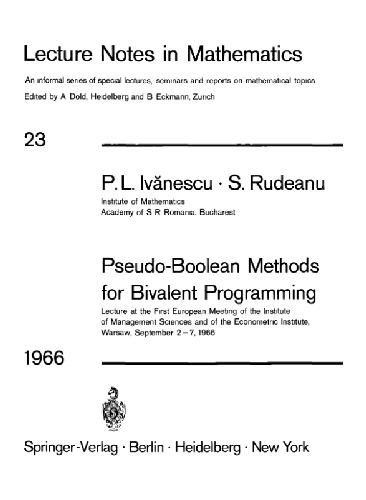 Lecture Notes in Mathematics
An informal series of special lectures, seminars and reports on mathematical topics
Edited by A Dold, Heidelberg and B Eckmann, Zurich
23
P. L. Ivănescu · S. Rudeanu
Institute of Mathematics
Academy of S R Romania, Bucharest
Pseudo-Boolean Methods
for Bivalent Programming
Lecture at the First European Meeting of the Institute
of Management Sciences and of the Econometric Institute,
Warsaw, September 2–7, 1966
1966
Springer-Verlag · Berlin · Heidelberg · New York